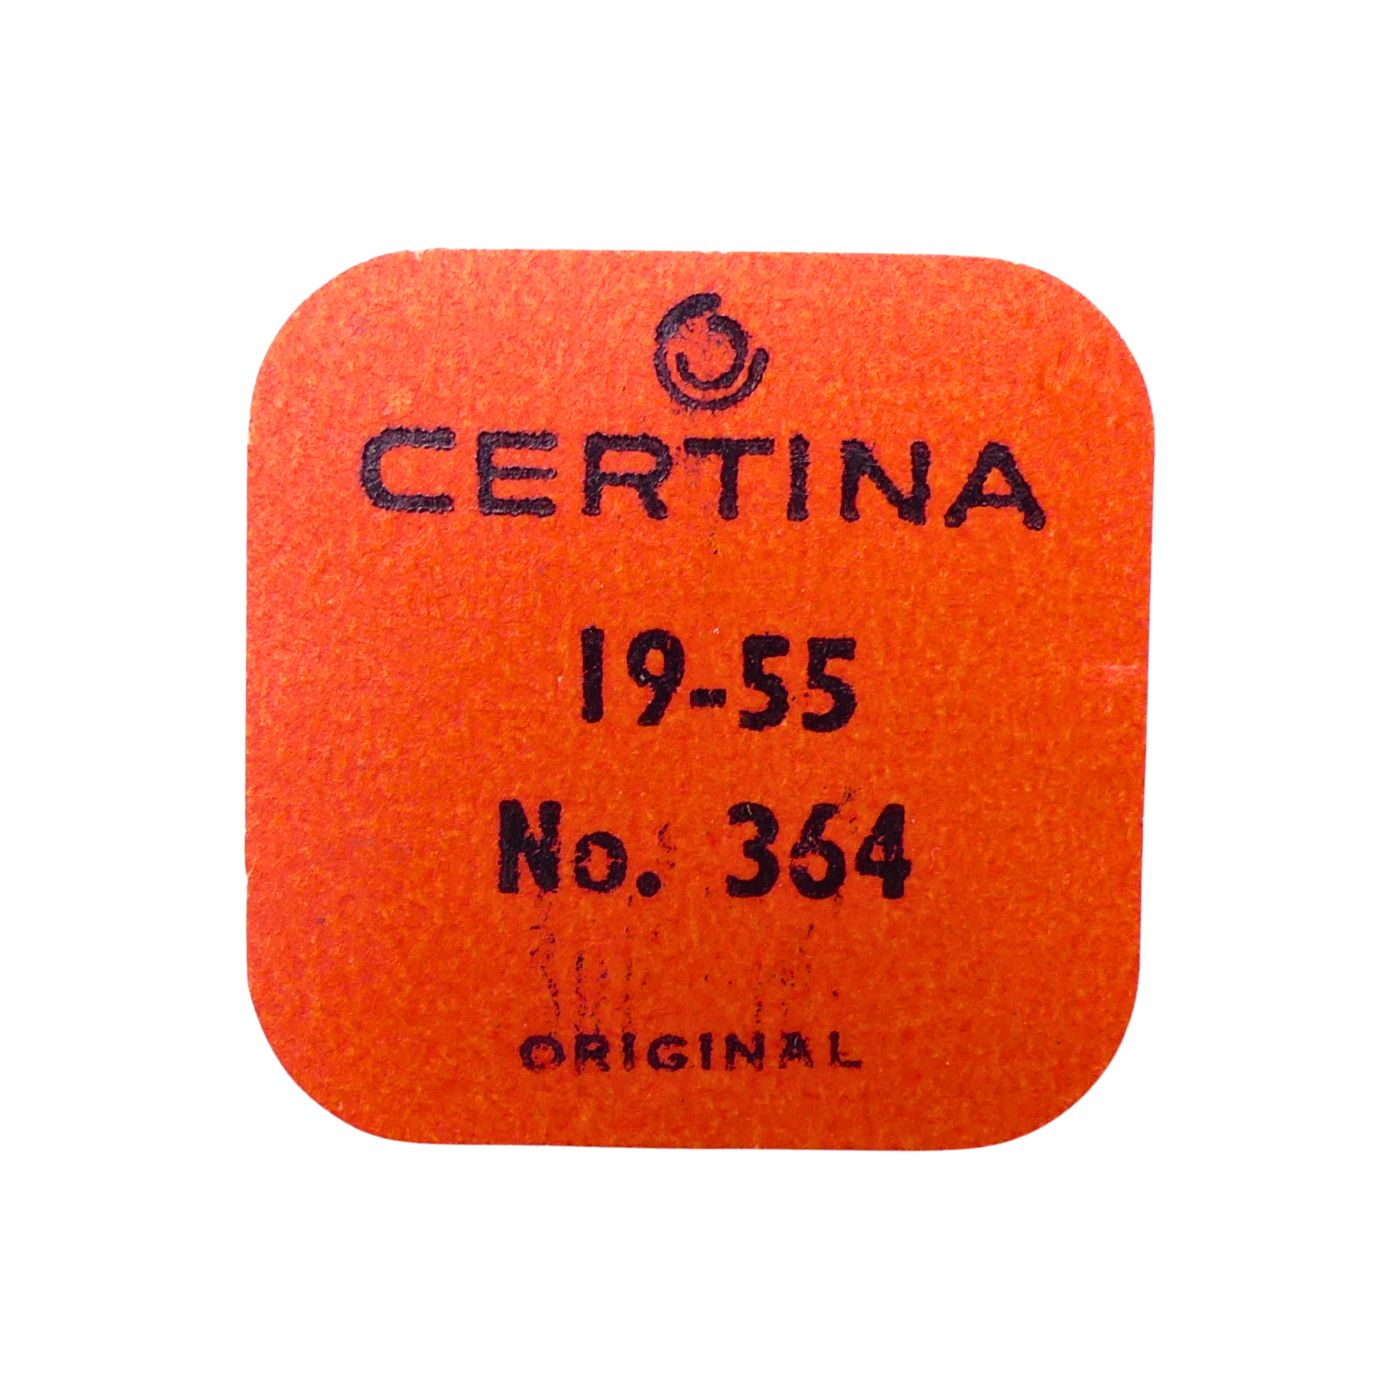 CERTINA
19-55
No. 364
ORIGINAL